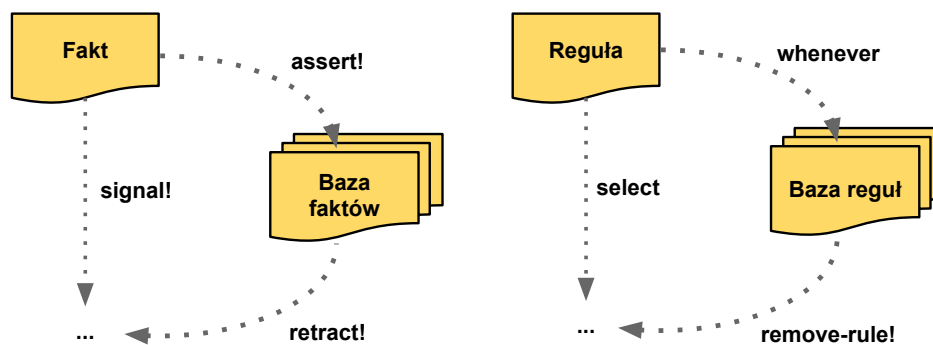 Fakt
assert!
signal!
Baza
faktów
...
retract!
Reguła
whenever
select
Baza reguł
...
remove-rule!